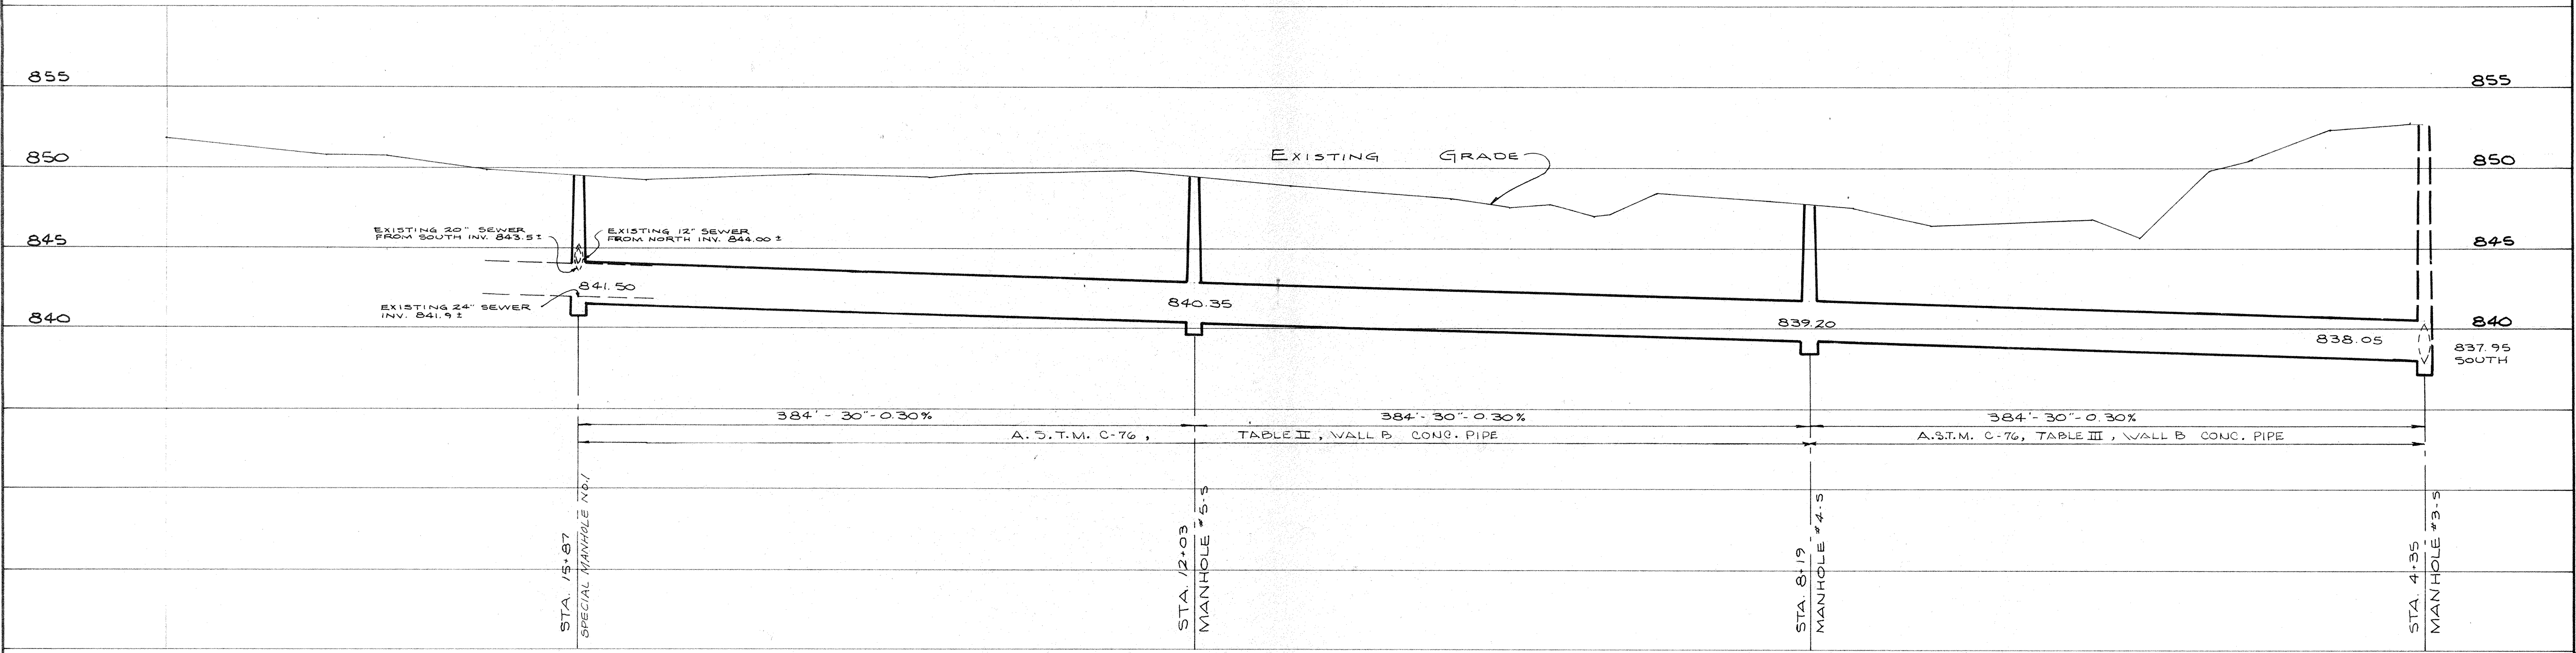 855
855
850
EXISTING GRADE
850
EXISTING 20" SEWER
FROM SOUTH INV. 843.5±
EXISTING 12" SEWER
FROM NORTH INV. 844.00±
845
845
841.50
EXISTING 24" SEWER
INV. 841.9±
840.35
840
839.20
840
838.05
837.95
SOUTH
384'-30"-0.30%
384'-30"-0.30%
384'-30"-0.30%
A.S.T.M. C-76, TABLE II, WALL B CONC. PIPE
A.S.T.M. C-76, TABLE III, WALL B CONC. PIPE
STA. 15+87
SPECIAL MANHOLE NO.1
STA. 12+03
MANHOLE #5-S
STA. 8+19
MANHOLE #4-S
STA. 4+35
MANHOLE #3-S